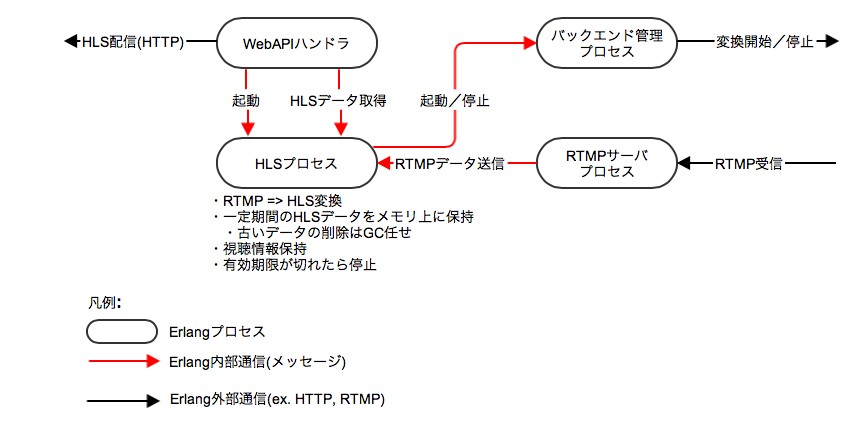 HLS配信(HTTP)
WebAPIハンドラ
バックエンド管理
プロセス
変換開始／停止
起動
HLSデータ取得
起動／停止
HLSプロセス
RTMPデータ送信
RTMPサーバ
プロセス
RTMP受信
・RTMP => HLS変換
・一定期間のHLSデータをメモリ上に保持
・古いデータの削除はGC任せ
・視聴情報保持
・有効期限が切れたら停止
凡例:
Erlangプロセス
Erlang内部通信(メッセージ)
Erlang外部通信(ex. HTTP, RTMP)